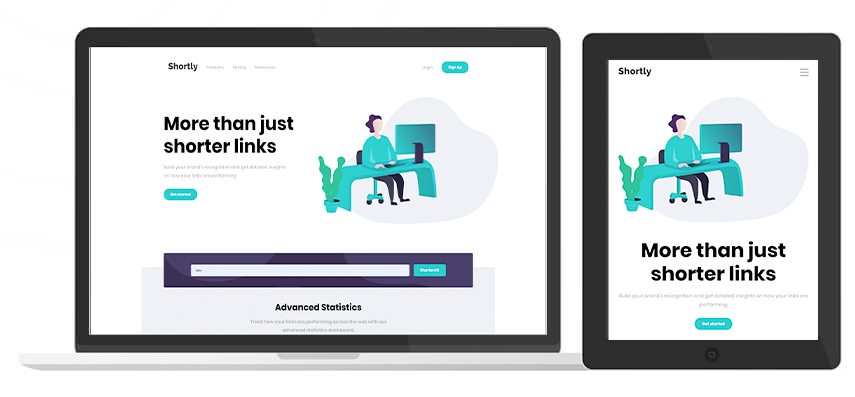 Shortly
Features Pricing Resources
Login Sign Up
More than just
shorter links
Build your brand's recognition and get detailed insights
on how your links are performing
Get started
Shorten It!
Advanced Statistics
Track how your links are performing across the web with our
advanced statistics dashboard.
Shortly
More than just
shorter links
Build your brand's recognition and get detailed insights on how your links are
performing
Get started